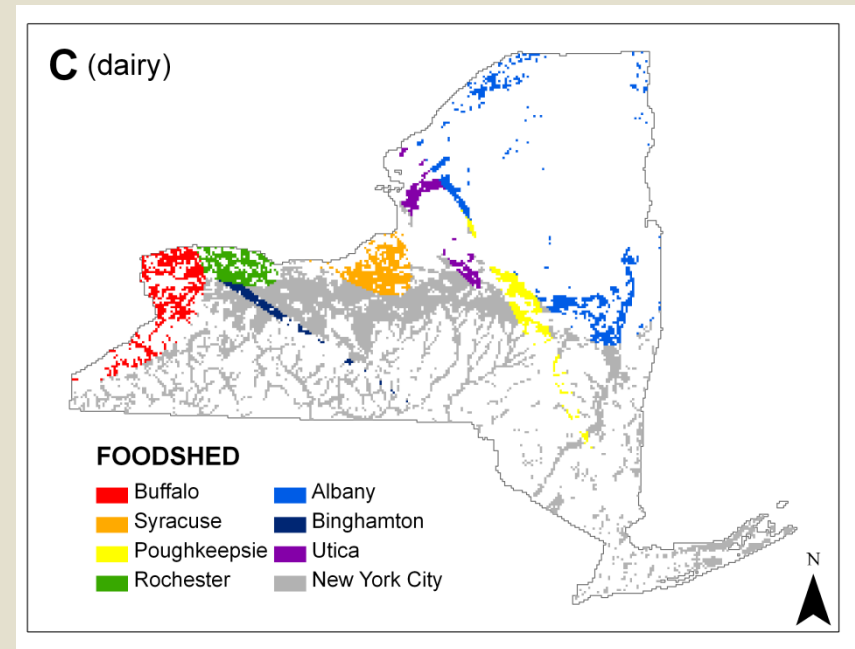 C (dairy)
FOODSHED
Buffalo
Syracuse
Poughkeepsie
Rochester
Albany
Binghamton
Utica
New York City
N